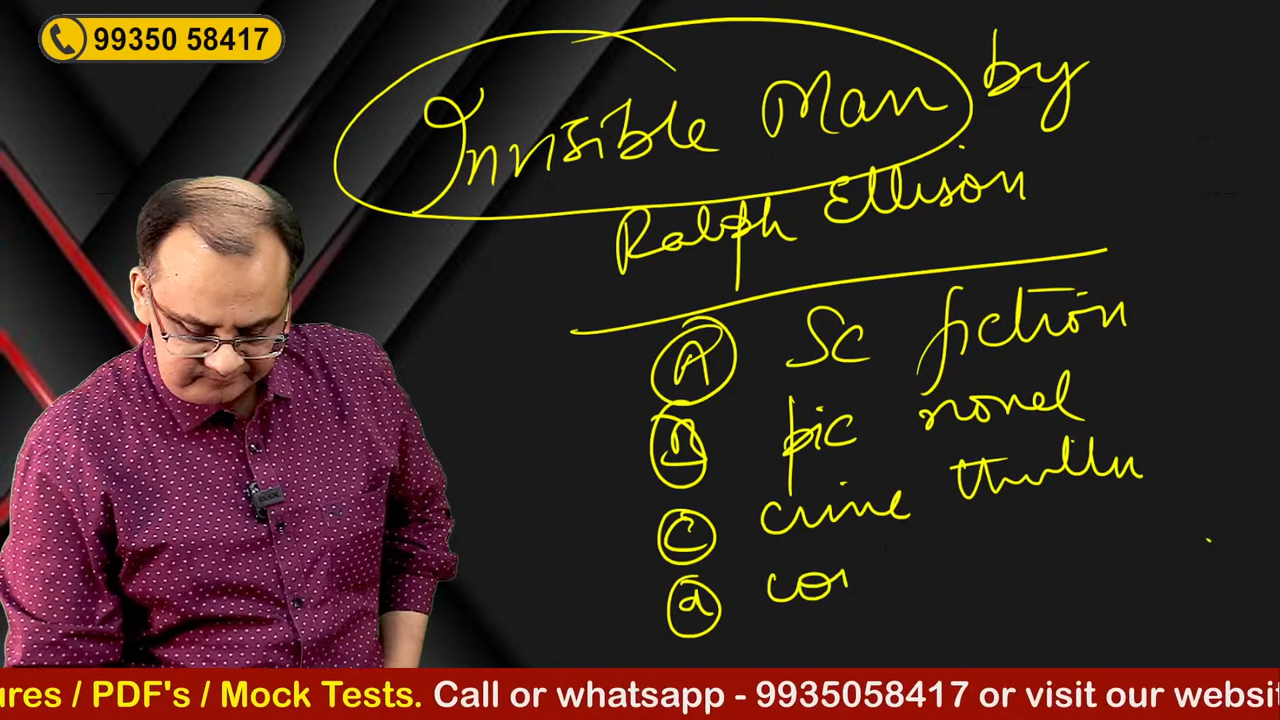 99350 58417
Invisible Man by
Ralph Ellison
A Sc fiction
B pic novel
C crime thriller
d co
ures / PDF's / Mock Tests. Call or whatsapp - 9935058417 or visit our websit